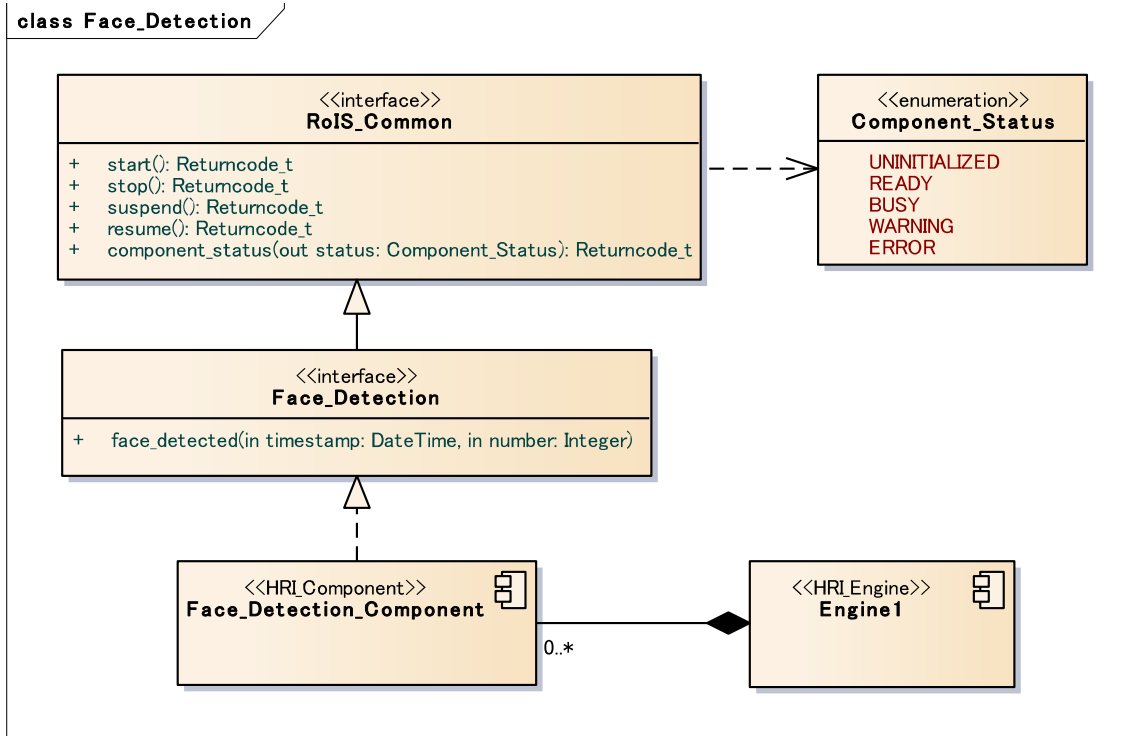 class Face_Detection
<<interface>>
RoIS_Common
+ start(): Returncode_t
+ stop(): Returncode_t
+ suspend(): Returncode_t
+ resume(): Returncode_t
+ component_status(out status: Component_Status): Returncode_t
<<enumeration>>
Component_Status
UNINITIALIZED
READY
BUSY
WARNING
ERROR
<<interface>>
Face_Detection
+ face_detected(in timestamp: DateTime, in number: Integer)
<<HRI_Component>>
Face_Detection_Component
0..*
<<HRI_Engine>>
Engine1